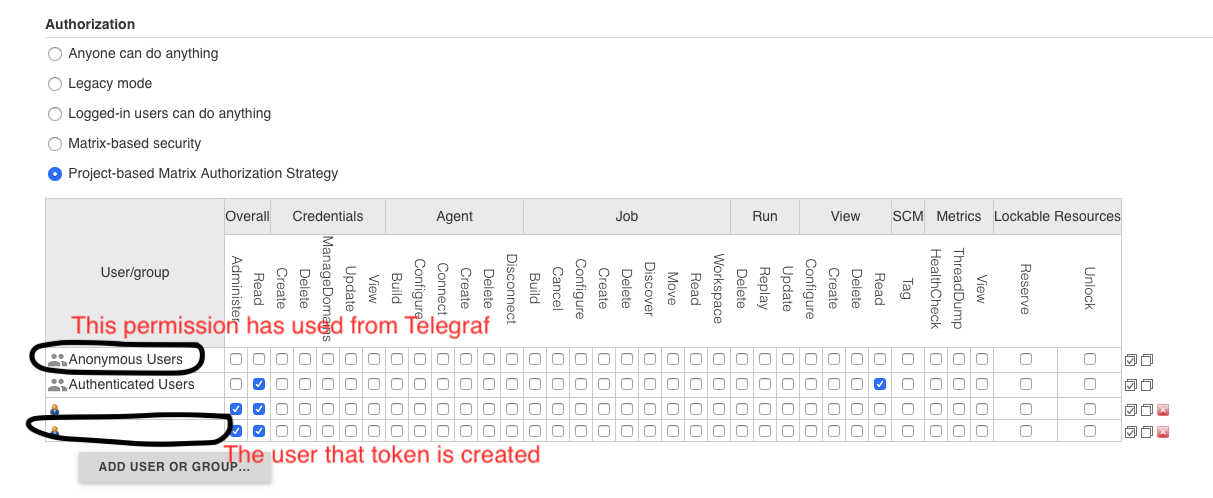 Authorization
Anyone can do anything
Legacy mode
Logged-in users can do anything
Matrix-based security
Project-based Matrix Authorization Strategy
User/group Overall Credentials Agent Job Run View SCM Metrics Lockable Resources
Administer Read Create Delete ManageDomains Update View Build Configure Connect Create Delete Disconnect Build Cancel Configure Create Delete Discover Move Read Workspace Delete Replay Update Configure Create Delete Read Tag HealthCheck ThreadDump View Reserve Unlock
This permission has used from Telegraf
Anonymous Users
Authenticated Users
The user that token is created
ADD USER OR GROUP...